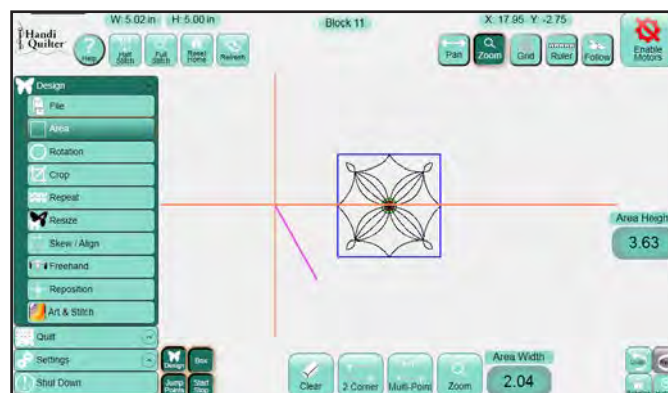 Handi Quilter
Help
Half Stitch
Full Stitch
Reset Home
Refresh
W: 5.02 in H: 5.00 in
Block 11
X: 17.95 Y: -2.75
Pan
Zoom
Grid
Ruler
Follow
Enable Motors
Design
File
Area
Rotation
Crop
Repeat
Resize
Skew / Align
Freehand
Reposition
Art & Stitch
Quilt
Settings
Shut Down
Design
Box
Jump Points
Start Stop
Clear
2 Corner
Multi-Point
Zoom
Area Width
2.04
Area Height
3.63